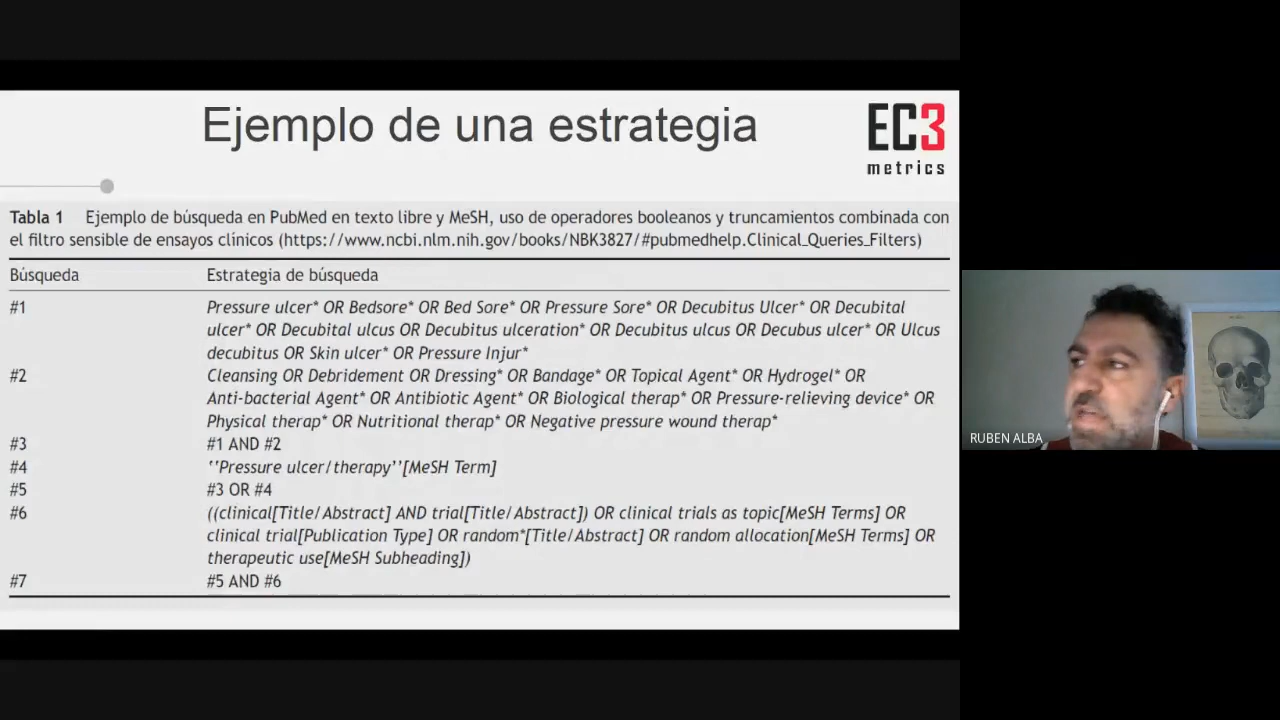 Ejemplo de una estrategia
EC3
metrics
Tabla 1 Ejemplo de búsqueda en PubMed en texto libre y MeSH, uso de operadores booleanos y truncamientos combinada con
el filtro sensible de ensayos clínicos (https://www.ncbi.nlm.nih.gov/books/NBK3827/#pubmedhelp.Clinical_Queries_Filters)
Búsqueda Estrategia de búsqueda
#1 Pressure ulcer* OR Bedsore* OR Bed Sore* OR Pressure Sore* OR Decubitus Ulcer* OR Decubital
ulcer* OR Decubital ulcus OR Decubitus ulceration* OR Decubitus ulcus OR Decubus ulcer* OR Ulcus
decubitus OR Skin ulcer* OR Pressure Injur*
#2 Cleansing OR Debridement OR Dressing* OR Bandage* OR Topical Agent* OR Hydrogel* OR
Anti-bacterial Agent* OR Antibiotic Agent* OR Biological therap* OR Pressure-relieving device* OR
Physical therap* OR Nutritional therap* OR Negative pressure wound therap*
#3 #1 AND #2
#4 ‘‘Pressure ulcer/therapy’’[MeSH Term]
#5 #3 OR #4
#6 ((clinical[Title/Abstract] AND trial[Title/Abstract]) OR clinical trials as topic[MeSH Terms] OR
clinical trial[Publication Type] OR random*[Title/Abstract] OR random allocation[MeSH Terms] OR
therapeutic use[MeSH Subheading])
#7 #5 AND #6
RUBEN ALBA